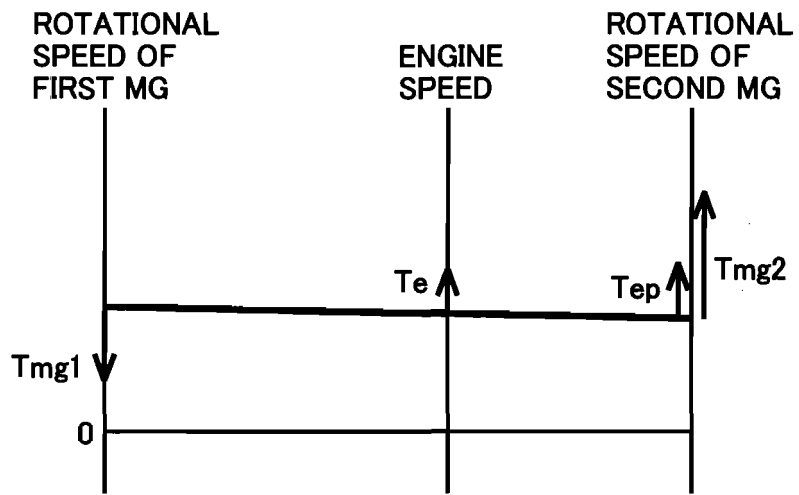 ROTATIONAL
SPEED OF
FIRST MG
ENGINE
SPEED
ROTATIONAL
SPEED OF
SECOND MG
Te
Tep
Tmg2
Tmg1
0